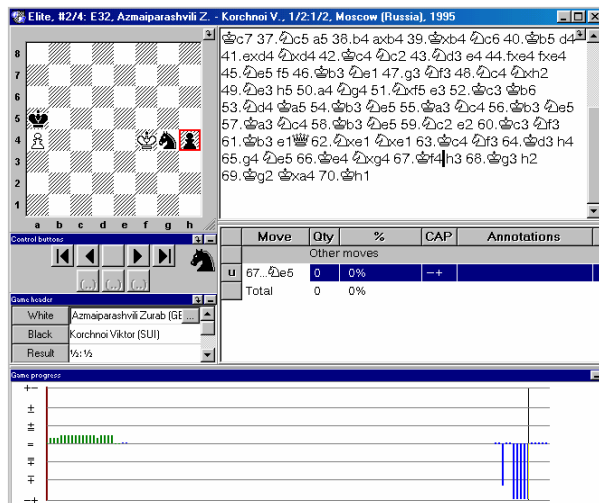 Elite, #2/4: E32, Azmaiparashvili Z. - Korchnoi V., 1/2:1/2, Moscow (Russia), 1995
8
7
6
5
4
3
2
1
a b c d e f g h
♔c7 37.♘c5 a5 38.b4 axb4 39.♔xb4 ♘c6 40.♔b5 d4
41.exd4 ♘xd4 42.♔c4 ♘c2 43.♘d3 e4 44.fxe4 fxe4
45.♘e5 f5 46.♔b3 ♘e1 47.g3 ♘f3 48.♘c4 ♘xh2
49.♘e3 h5 50.a4 ♘g4 51.♘xf5 e3 52.♔c3 ♔b6
53.♘d4 ♔a5 54.♔b3 ♘e5 55.♔a3 ♘c4 56.♔b3 ♘e5
57.♔a3 ♘c4 58.♔b3 ♘e5 59.♘c2 e2 60.♔c3 ♘f3
61.♔b3 e1♕ 62.♘xe1 ♘xe1 63.♔c4 ♘f3 64.♔d3 h4
65.g4 ♘e5 66.♔e4 ♘xg4 67.♔f4 h3 68.♔g3 h2
69.♔g2 ♔xa4 70.♔h1
Control buttons
(..) (..) (..)
Game header
White Azmaiparashvili Zurab (GE ...
Black Korchnoi Viktor (SUI)
Result ½: ½
Move Qty % CAP Annotations
Other moves
u 67...♘e5 0 0% −+
Total 0 0%
Game progress
+−
±
⩲
=
⩱
∓
−+